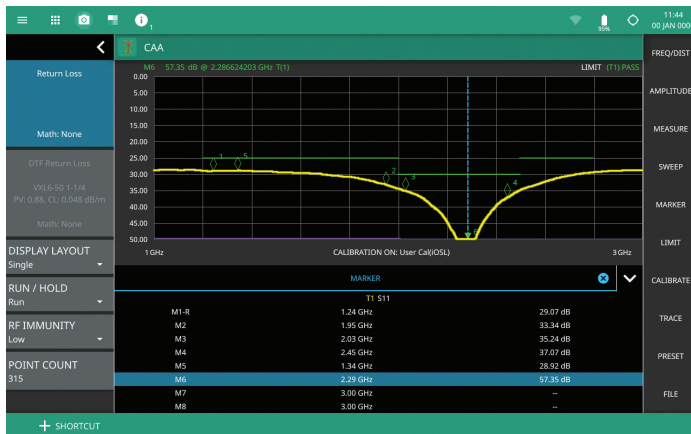 1
95%
11:44
00 JAN 000
CAA
FREQ/DIST
M6 57.35 dB @ 2.286624203 GHz T(1)
LIMIT (T1) PASS
Return Loss
Math: None
0.00
5.00
10.00
15.00
20.00
25.00
30.00
35.00
40.00
45.00
50.00
1
5
2
3
4
1 GHz
CALIBRATION ON: User Cal(iOSL)
3 GHz
AMPLITUDE
MEASURE
SWEEP
MARKER
LIMIT
CALIBRATE
TRACE
PRESET
FILE
DTF Return Loss
VXL6-50 1-1/4
PV: 0.88, CL: 0.048 dB/m
Math: None
DISPLAY LAYOUT
Single
RUN / HOLD
Run
RF IMMUNITY
Low
POINT COUNT
315
MARKER
T1 S11
M1-R 1.24 GHz 29.07 dB
M2 1.95 GHz 33.34 dB
M3 2.03 GHz 35.24 dB
M4 2.45 GHz 37.07 dB
M5 1.34 GHz 28.92 dB
M6 2.29 GHz 57.35 dB
M7 3.00 GHz --
M8 3.00 GHz --
+ SHORTCUT